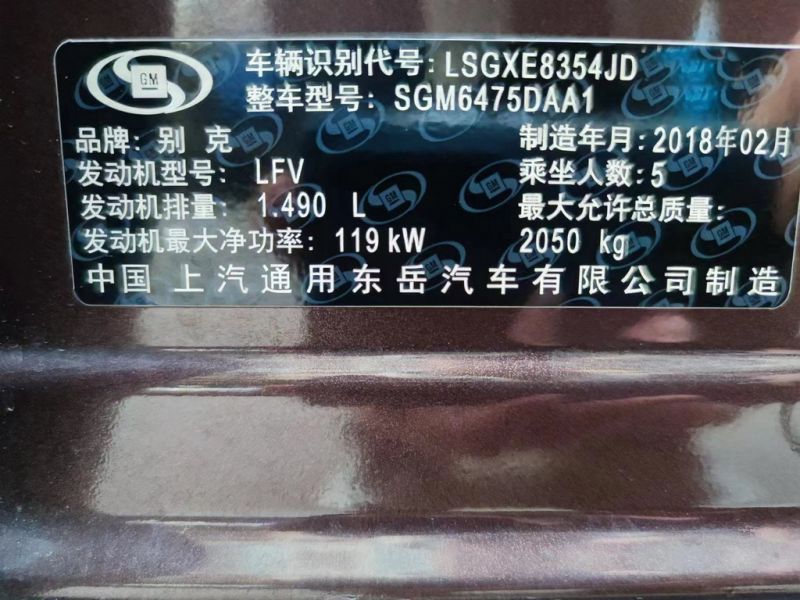 GM
车辆识别代号:LSGXE8354JD
整车型号: SGM6475DAA1
品牌: 别 克
制造年月:2018年02月
发动机型号: LFV
乘坐人数:5
发动机排量: 1.490 L
最大允许总质量:
发动机最大净功率: 119 kW
2050 kg
中国 上汽通用东岳汽车有限公司制造